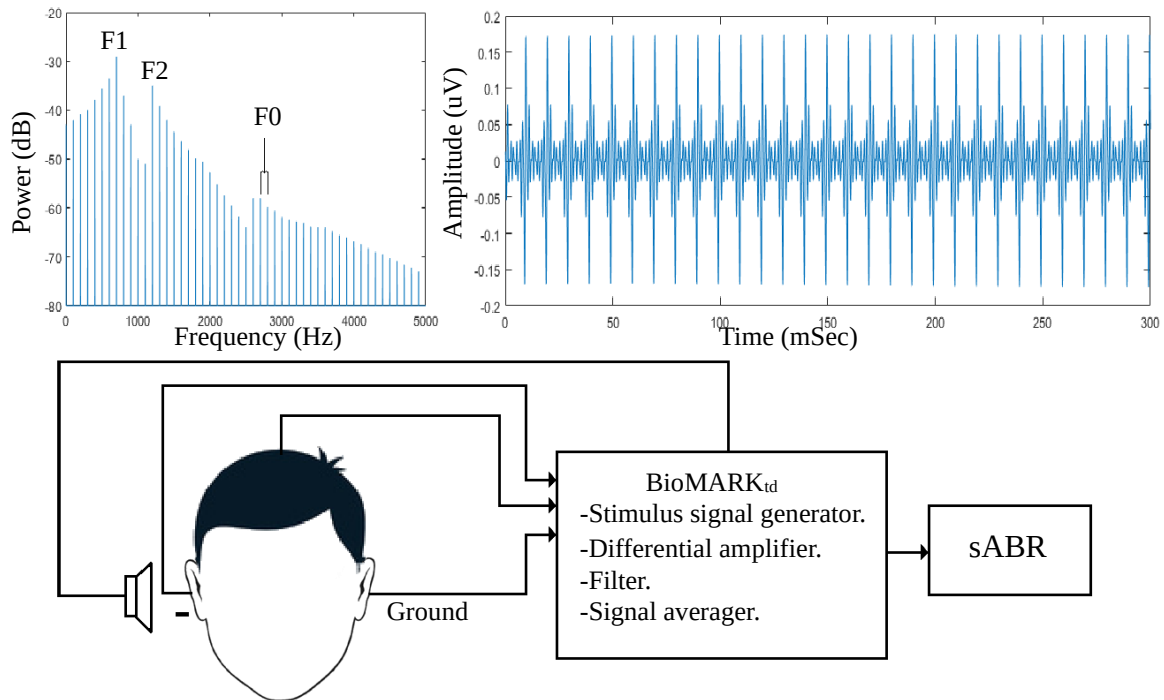 -20
-30
-40
-50
-60
-70
-80
Power (dB)
F1
F2
F0
0 1000 2000 3000 4000 5000
Frequency (Hz)
0.2
0.15
0.1
0.05
0
-0.05
-0.1
-0.15
-0.2
Amplitude (uV)
0 50 100 150 200 250 300
Time (mSec)
BioMARKtd
-Stimulus signal generator.
-Differential amplifier.
-Filter.
-Signal averager.
sABR
Ground
-